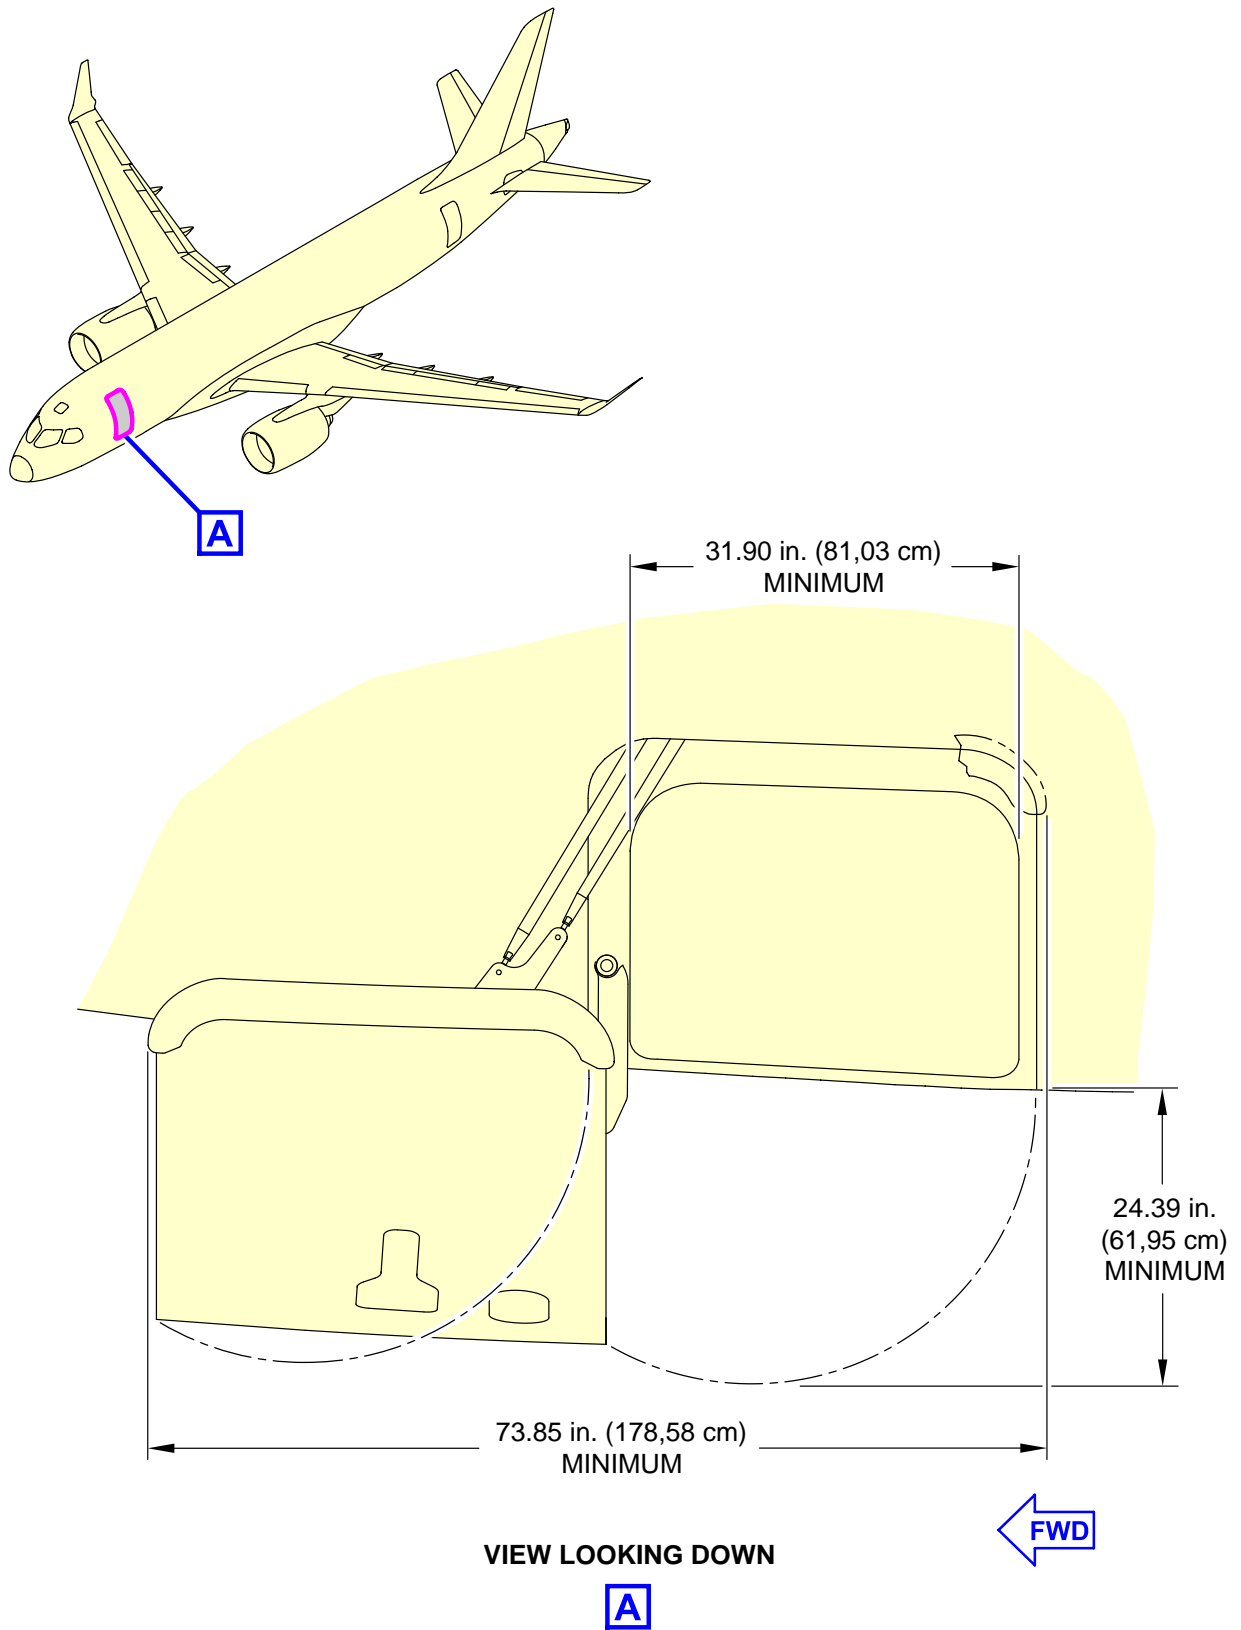 A
31.90 in. (81,03 cm)
MINIMUM
24.39 in.
(61,95 cm)
MINIMUM
73.85 in. (178,58 cm)
MINIMUM
FWD
VIEW LOOKING DOWN
A